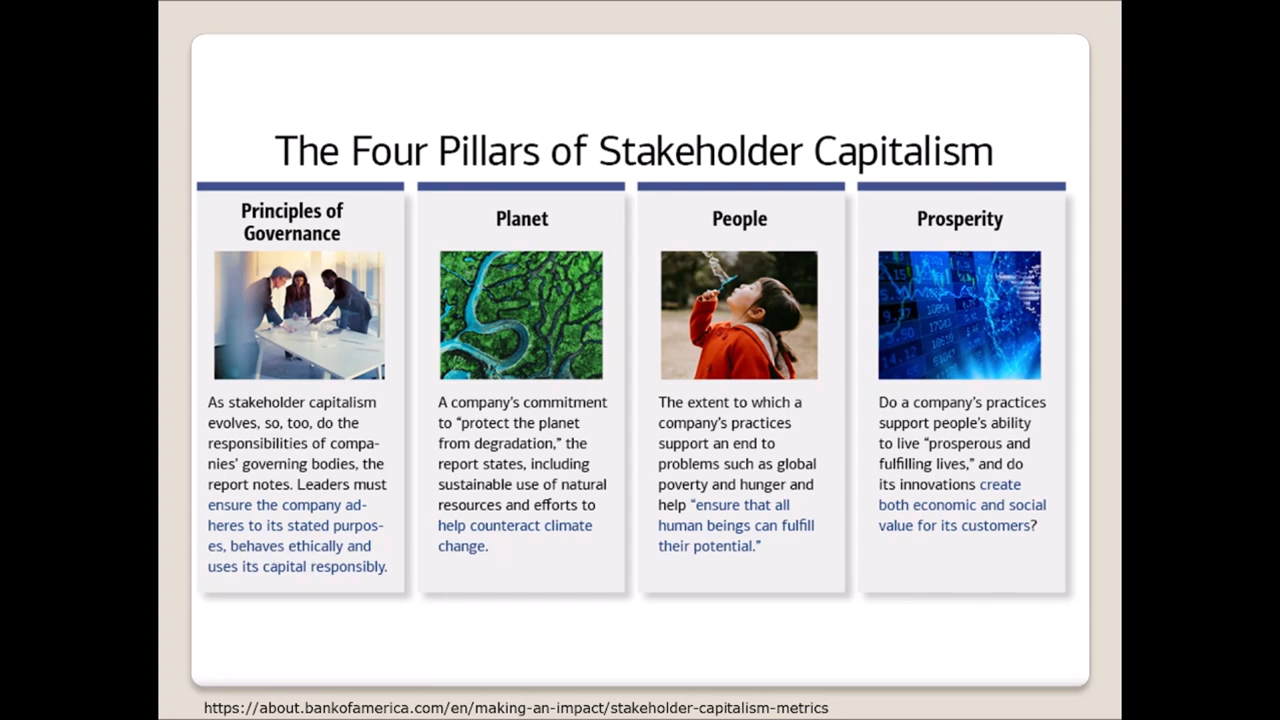 The Four Pillars of Stakeholder Capitalism
Principles of
Governance
As stakeholder capitalism
evolves, so, too, do the
responsibilities of compa-
nies' governing bodies, the
report notes. Leaders must
ensure the company ad-
heres to its stated purpos-
es, behaves ethically and
uses its capital responsibly.
Planet
A company's commitment
to “protect the planet
from degradation,” the
report states, including
sustainable use of natural
resources and efforts to
help counteract climate
change.
People
The extent to which a
company's practices
support an end to
problems such as global
poverty and hunger and
help “ensure that all
human beings can fulfill
their potential.”
Prosperity
Do a company's practices
support people's ability
to live “prosperous and
fulfilling lives,” and do
its innovations create
both economic and social
value for its customers?
https://about.bankofamerica.com/en/making-an-impact/stakeholder-capitalism-metrics